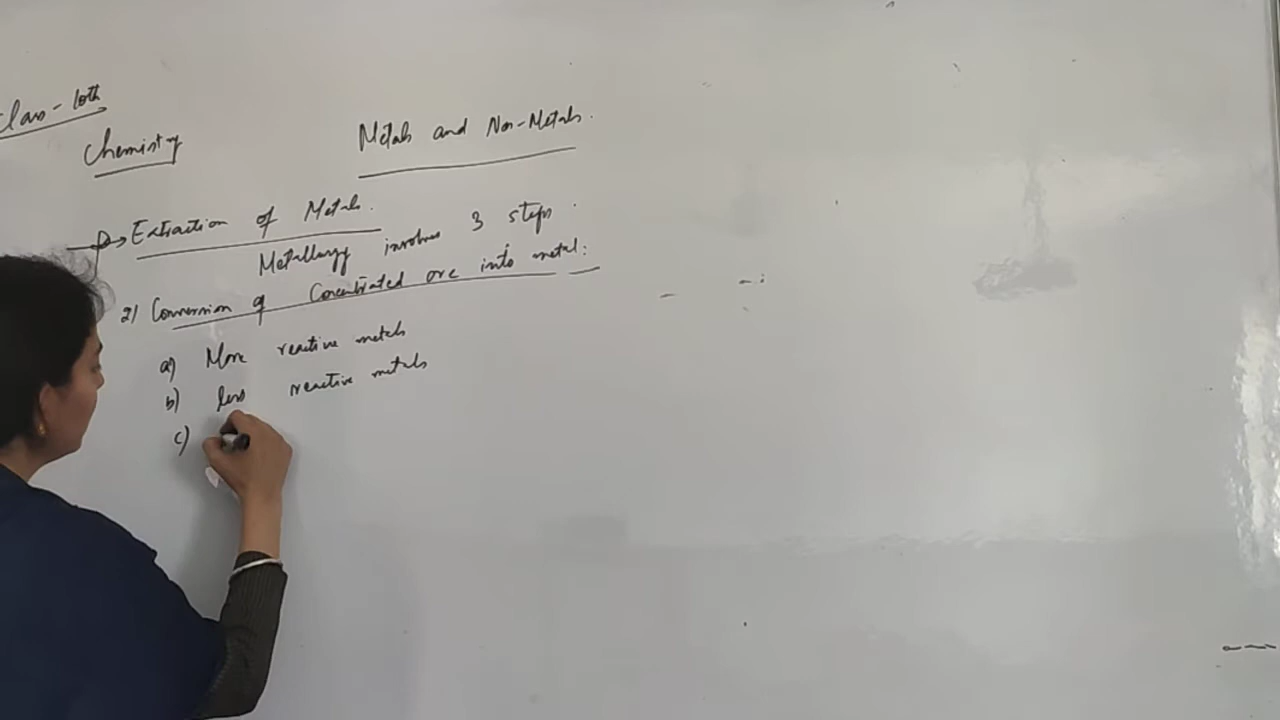 Class - 10th
Chemistry
Metals and Non-Metals.
Extraction of Metals.
Metallurgy involves 3 steps.
2) Conversion of Concentrated ore into metal:
a) More reactive metals
b) less reactive metals
c)